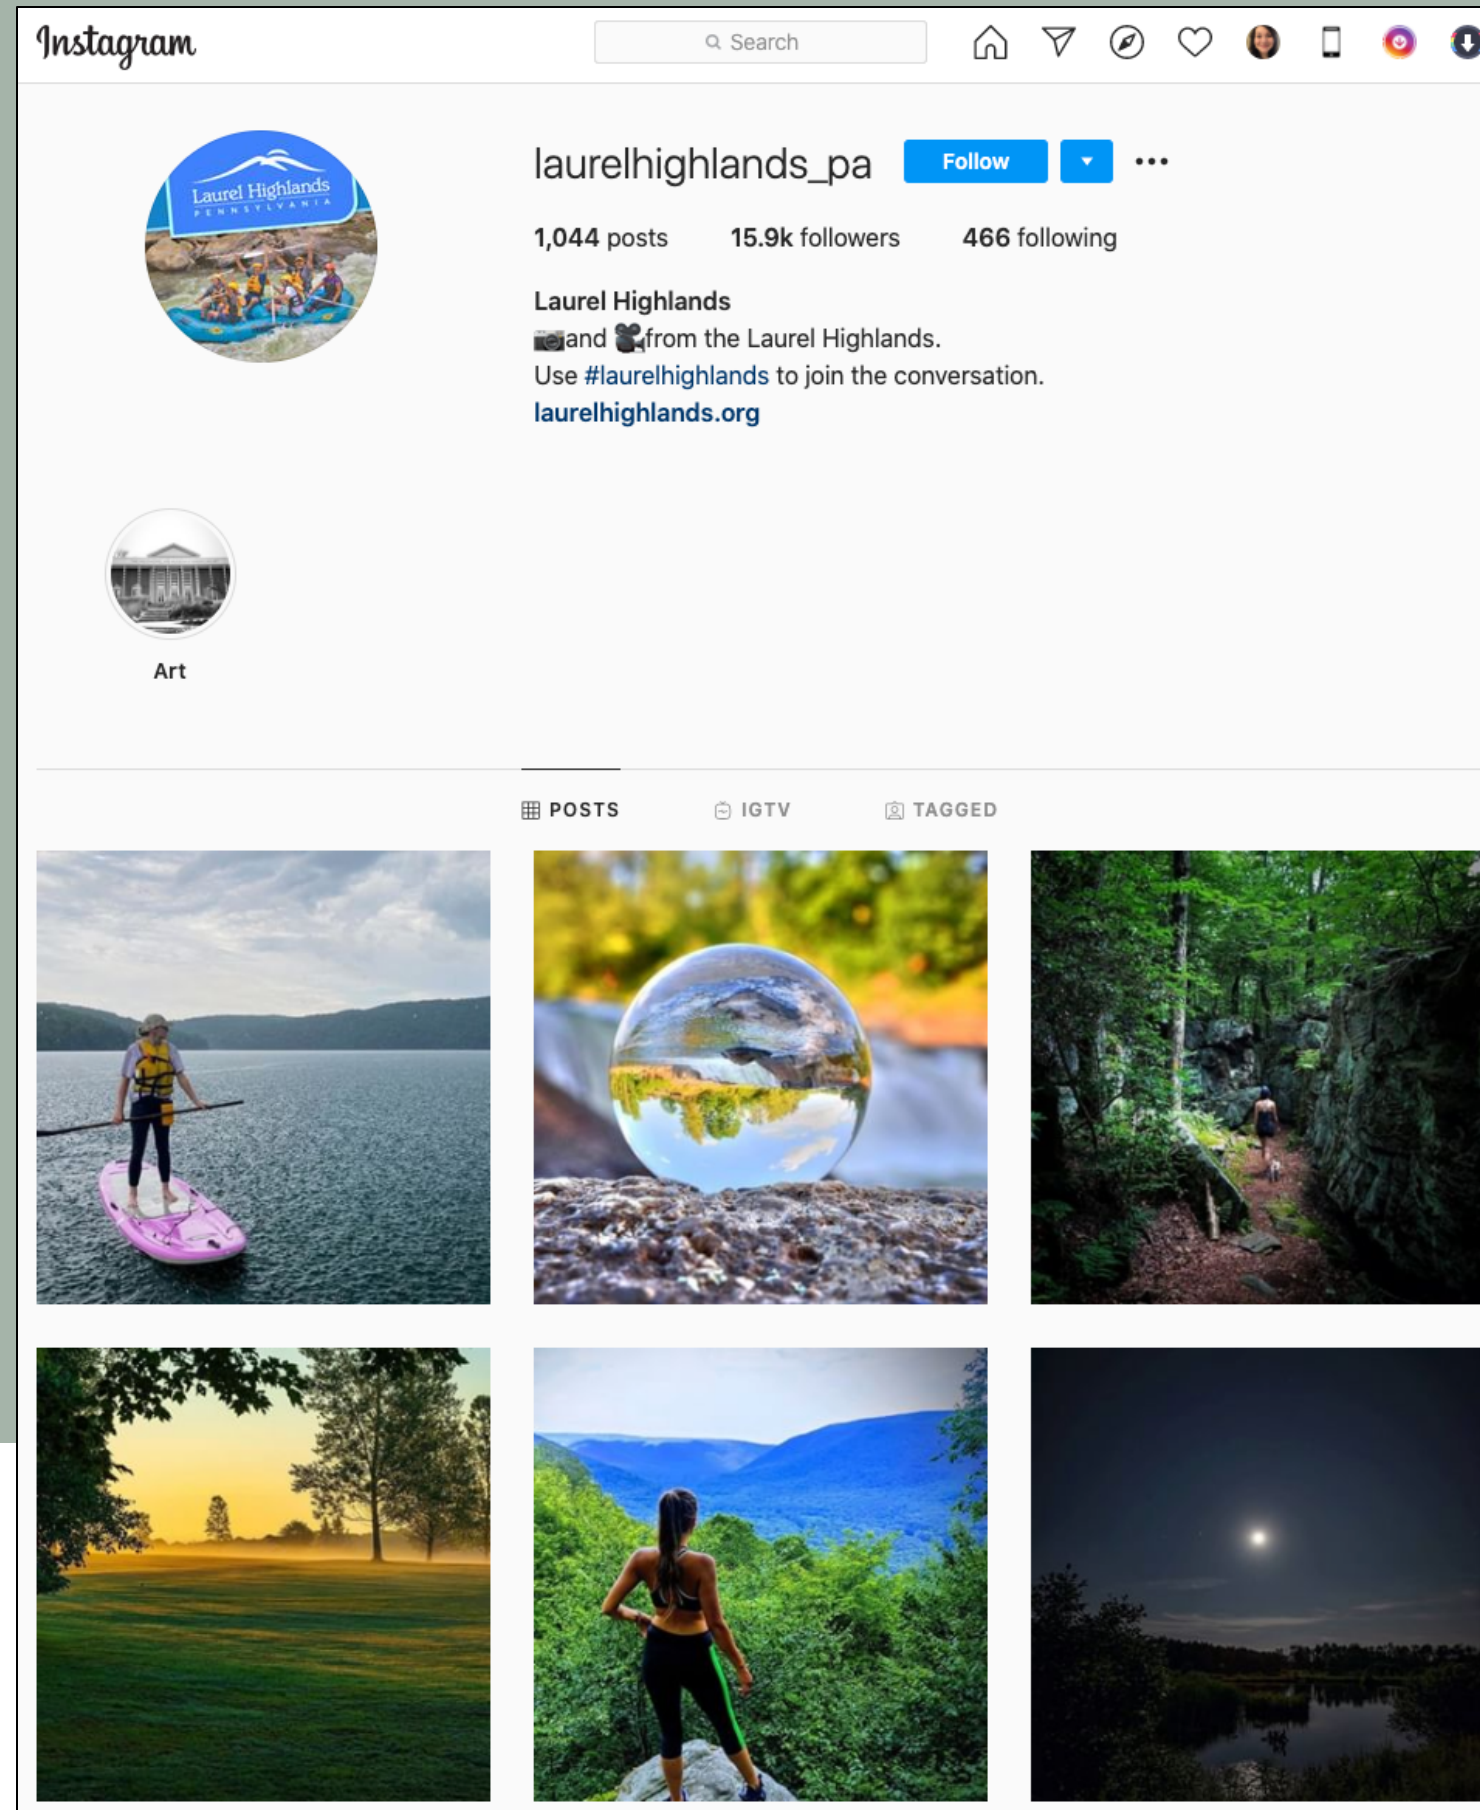 Instagram
Search
Laurel Highlands
PENNSYLVANIA
laurelhighlands_pa Follow
1,044 posts 15.9k followers 466 following
Laurel Highlands
and from the Laurel Highlands.
Use #laurelhighlands to join the conversation.
laurelhighlands.org
Art
POSTS IGTV TAGGED